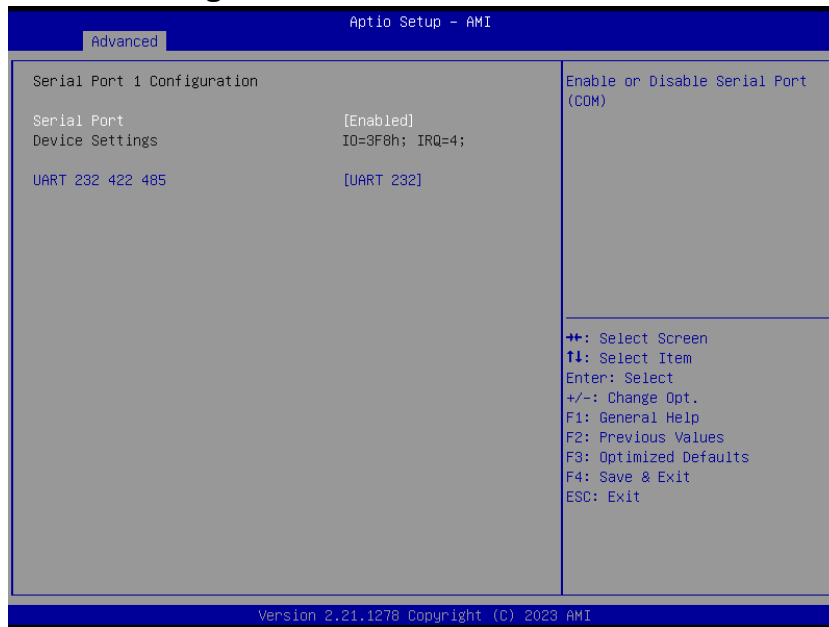 Aptio Setup - AMI
Advanced
Serial Port 1 Configuration
Serial Port [Enabled]
Device Settings IO=3F8h; IRQ=4;
UART 232 422 485 [UART 232]
Enable or Disable Serial Port
(COM)
→←: Select Screen
↑↓: Select Item
Enter: Select
+/-: Change Opt.
F1: General Help
F2: Previous Values
F3: Optimized Defaults
F4: Save & Exit
ESC: Exit
Version 2.21.1278 Copyright (C) 2023 AMI